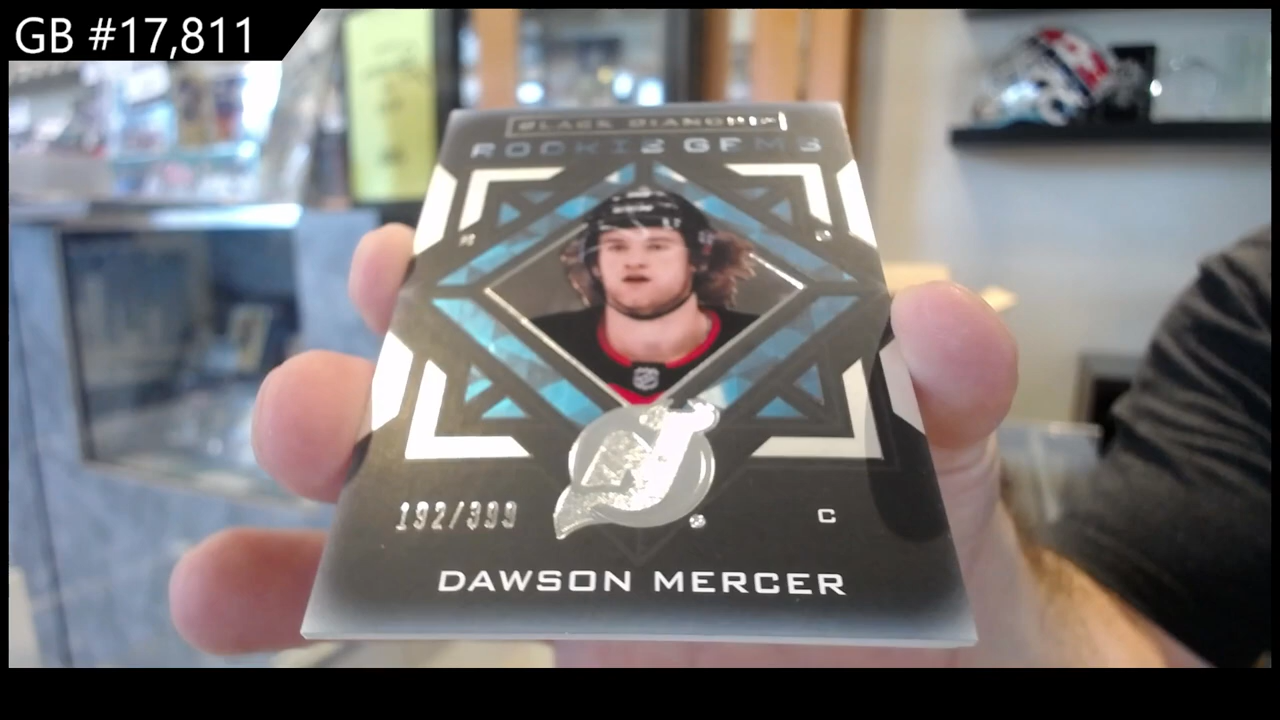 GB #17,811
BLACK DIAMOND
ROOKIE GEMS
192/399
C
DAWSON MERCER